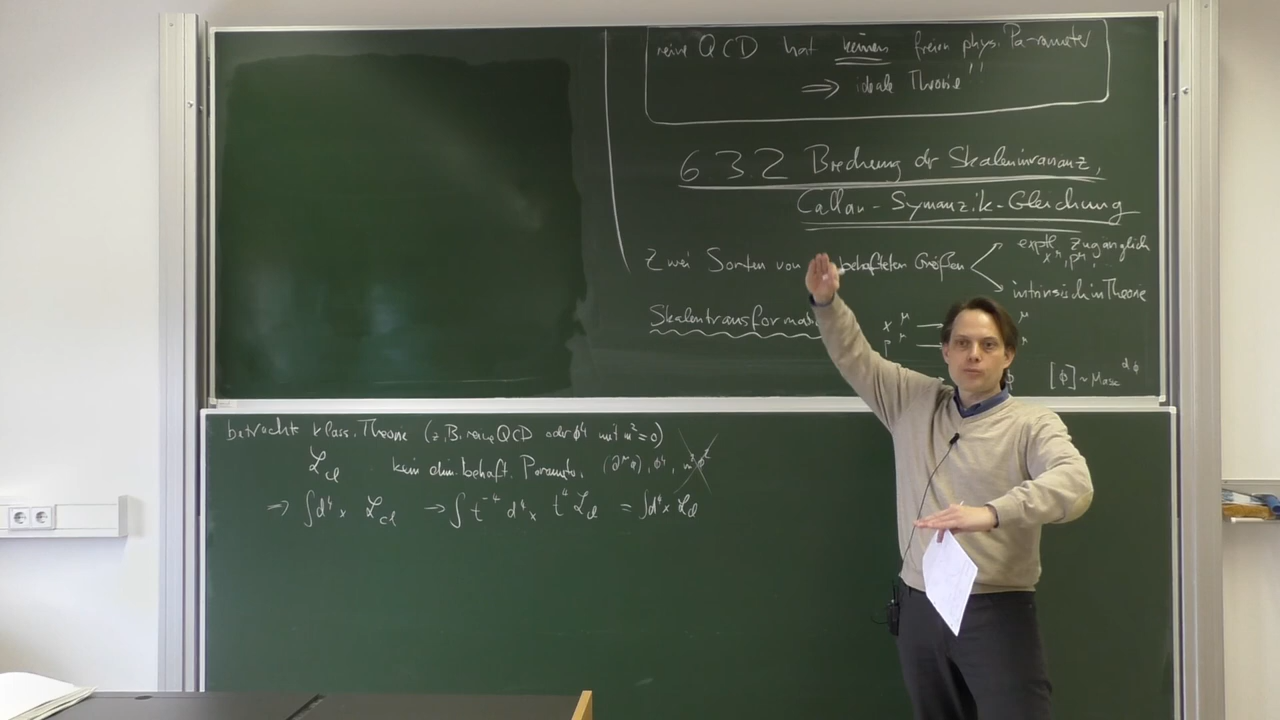 reine QCD hat keinen freien phys. Parameter
⇒ ideale Theorie"
6 3.2 Brechung der Skaleninvarianz,
Callan-Symanzik-Gleichung
Zwei Sorten von behafteten Größen
exptl. zugänglich
x^μ, p^μ, ...
intrinsisch in Theorie
Skalentransformation
x^μ → μ
p^μ → μ
[ϕ] ~ Masse^dϕ
betrachte klass. Theorie (z.B. reine QCD oder ϕ4 mit m²=0)
ℒcl kein dim.behaft. Parameter, (∂^μ ϕ), ϕ4, m²ϕ²
→ ∫d⁴x ℒcl → ∫t⁻⁴ d⁴x t⁴ ℒcl = ∫d⁴x ℒcl